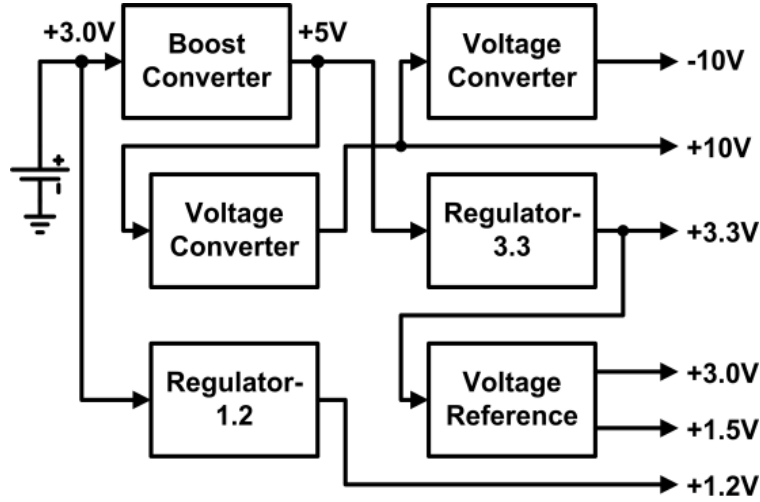 +3.0V
Boost
Converter
+5V
Voltage
Converter
-10V
+10V
Voltage
Converter
Regulator-
3.3
+3.3V
Regulator-
1.2
Voltage
Reference
+3.0V
+1.5V
+1.2V
+
-